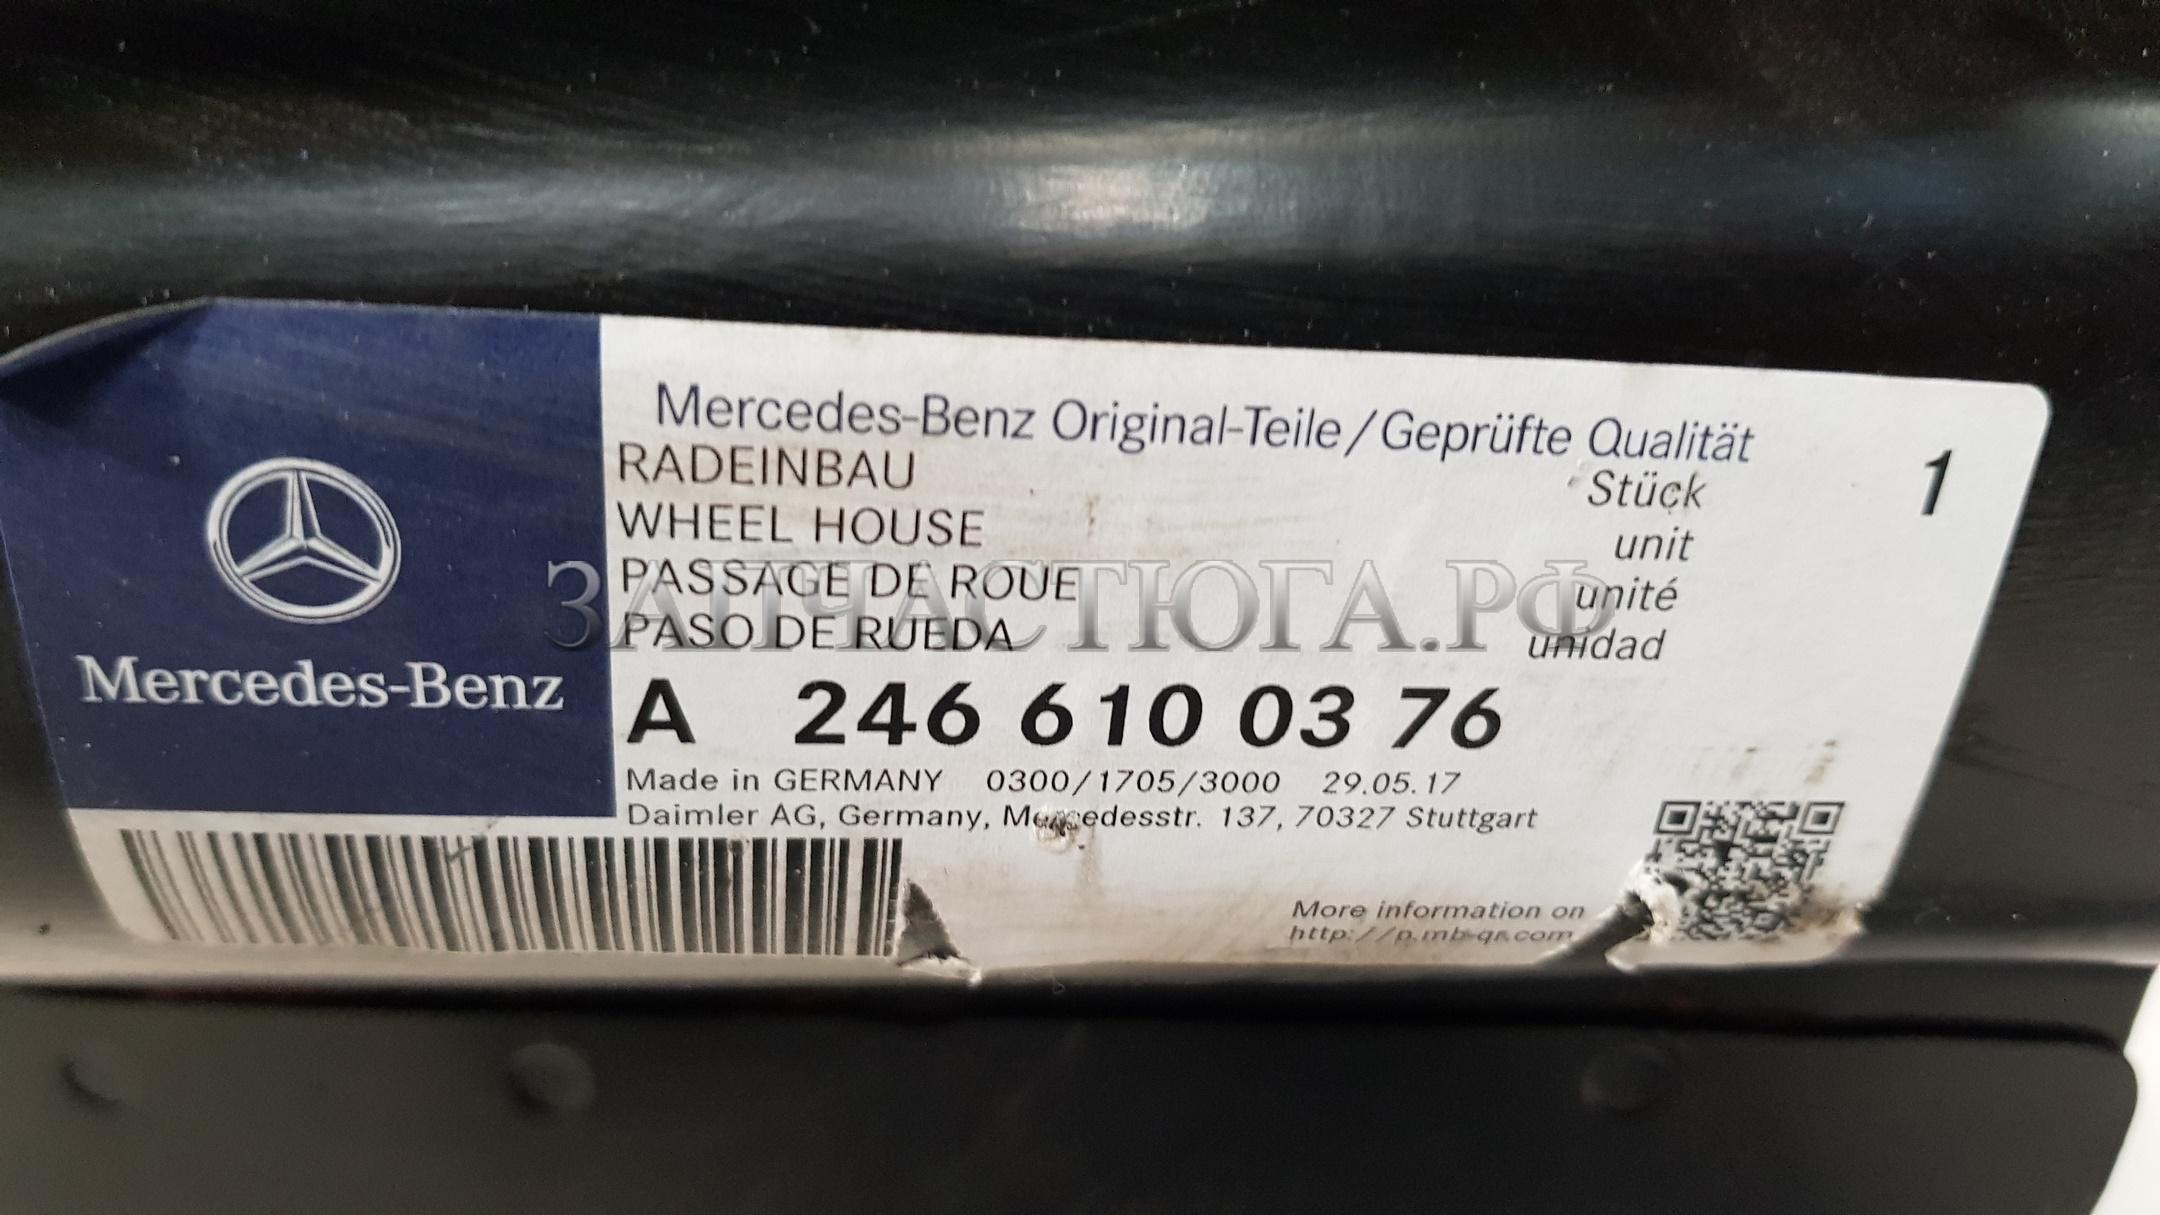 Mercedes-Benz Original-Teile/Geprüfte Qualität
RADEINBAU Stück 1
WHEEL HOUSE unit
PASSAGE DE ROUE unité
PASO DE RUEDA unidad
ЗАПЧАСТЮГА.РФ
Mercedes-Benz
A 246 610 03 76
Made in GERMANY 0300/1705/3000 29.05.17
Daimler AG, Germany, Mercedesstr. 137, 70327 Stuttgart
More information on
http://p.mb-qr.com